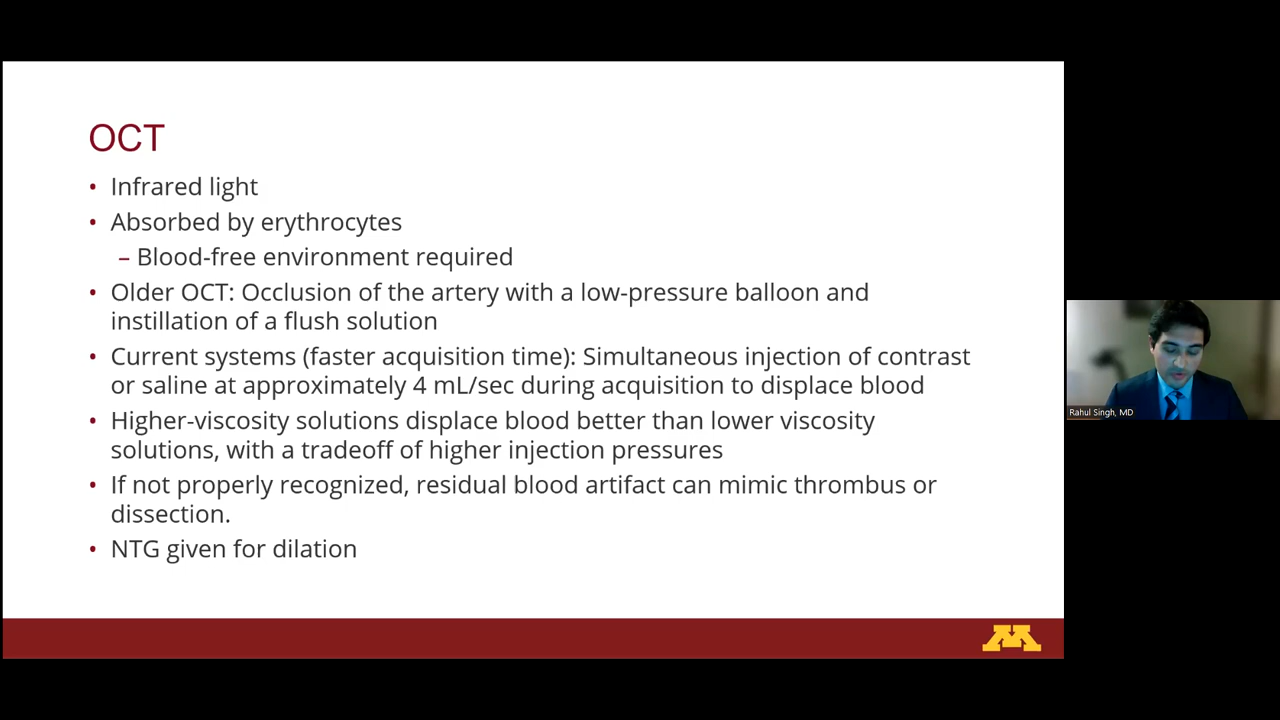 OCT
• Infrared light
• Absorbed by erythrocytes
– Blood-free environment required
• Older OCT: Occlusion of the artery with a low-pressure balloon and
instillation of a flush solution
• Current systems (faster acquisition time): Simultaneous injection of contrast
or saline at approximately 4 mL/sec during acquisition to displace blood
• Higher-viscosity solutions displace blood better than lower viscosity
solutions, with a tradeoff of higher injection pressures
• If not properly recognized, residual blood artifact can mimic thrombus or
dissection.
• NTG given for dilation
M
Rahul Singh, MD